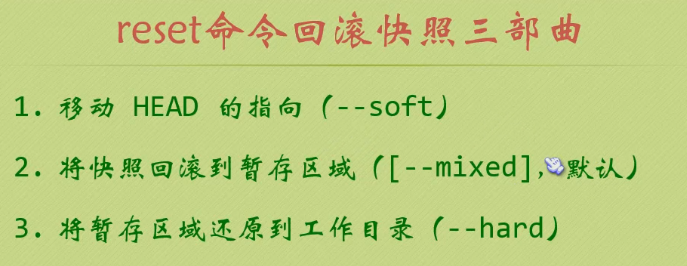 reset命令回滚快照三部曲
1. 移动 HEAD 的指向（--soft）
2. 将快照回滚到暂存区域（[--mixed]，默认）
3. 将暂存区域还原到工作目录（--hard）